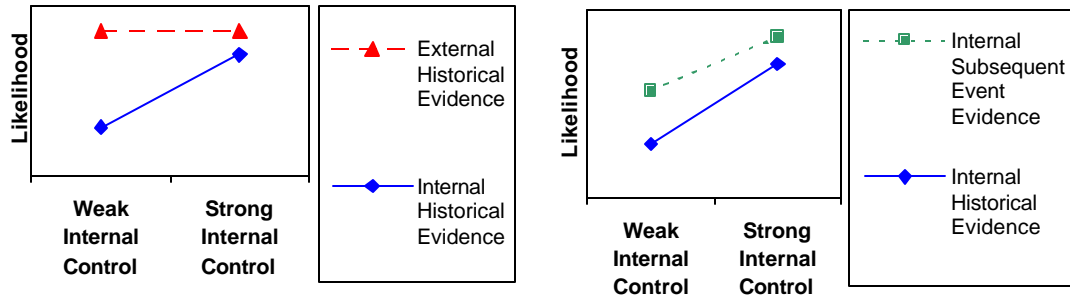 Likelihood
Weak
Internal
Control
Strong
Internal
Control
External
Historical
Evidence
Internal
Historical
Evidence
Likelihood
Weak
Internal
Control
Strong
Internal
Control
Internal
Subsequent
Event
Evidence
Internal
Historical
Evidence